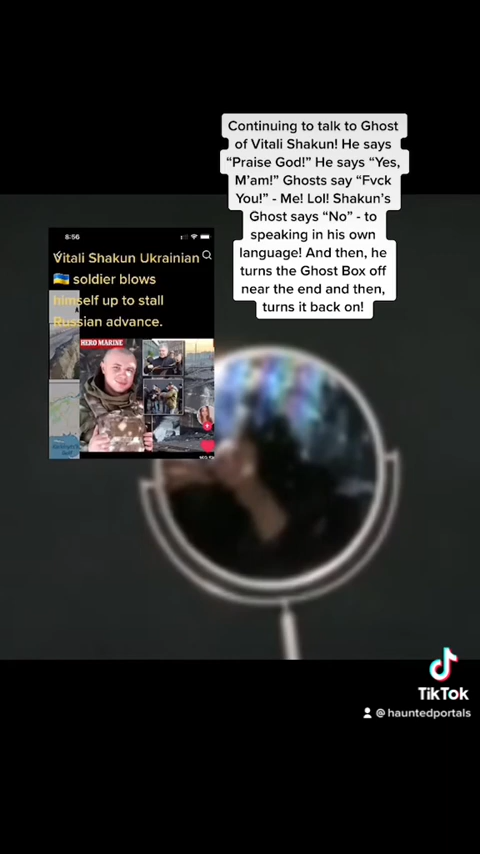 Continuing to talk to Ghost
of Vitali Shakun! He says
“Praise God!” He says “Yes,
M’am!” Ghosts say “Fvck
You!” - Me! Lol! Shakun’s
Ghost says “No” - to
speaking in his own
language! And then, he
turns the Ghost Box off
near the end and then,
turns it back on!
8:56
Vitali Shakun Ukrainian
🇺🇦 soldier blows
himself up to stall
Russian advance.
HERO MARINE
TikTok
@hauntedportals